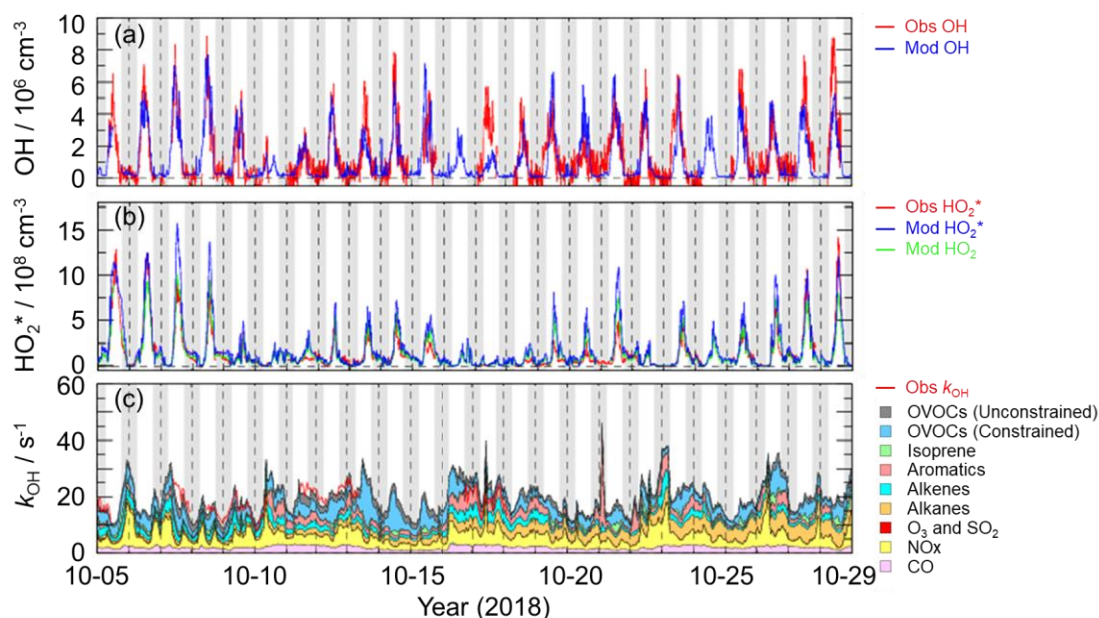 (a)
10
8
6
4
2
0
OH / 10⁶ cm⁻³
Obs OH
Mod OH
(b)
15
10
5
0
HO₂* / 10⁸ cm⁻³
Obs HO₂*
Mod HO₂*
Mod HO₂
(c)
60
40
20
0
k_OH / s⁻¹
Obs k_OH
OVOCs (Unconstrained)
OVOCs (Constrained)
Isoprene
Aromatics
Alkenes
Alkanes
O₃ and SO₂
NOx
CO
10-05 10-10 10-15 10-20 10-25 10-29
Year (2018)